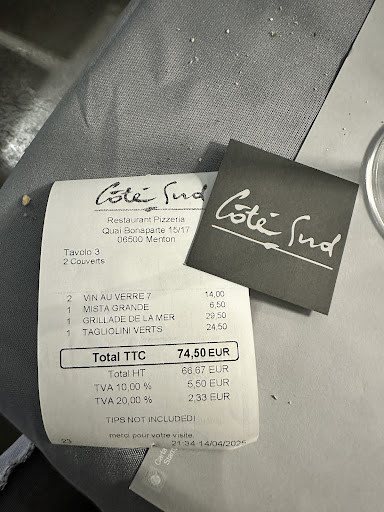 Côté Sud
Restaurant Pizzeria
Quai Bonaparte 15/17
06500 Menton
Tavolo 3
2 Couverts
2 VIN AU VERRE 7 14,00
1 MISTA GRANDE 6,50
1 GRILLADE DE LA MER 29,50
1 TAGLIOLINI VERTS 24,50
Total TTC 74,50 EUR
Total HT 66,67 EUR
TVA 10,00 % 5,50 EUR
TVA 20,00 % 2,33 EUR
TIPS NOT INCLUDED!
merci pour votre visite
23 21:34 14/04/2025
Côté Sud